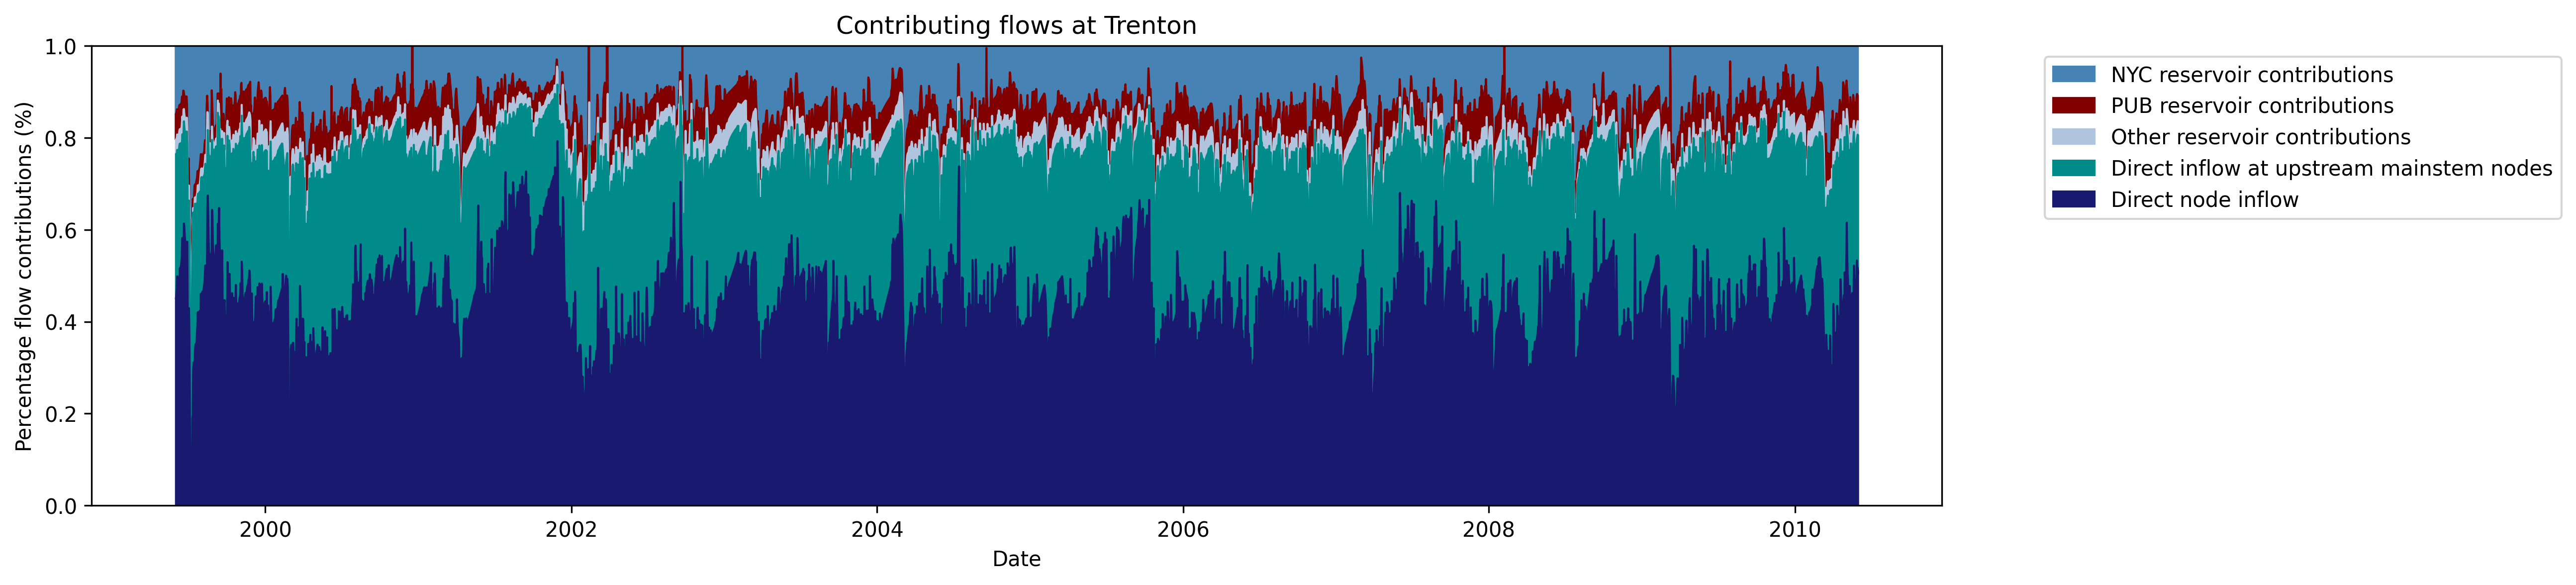 Contributing flows at Trenton
Percentage flow contributions (%)
1.0
0.8
0.6
0.4
0.2
0.0
2000
2002
2004
2006
2008
2010
Date
NYC reservoir contributions
PUB reservoir contributions
Other reservoir contributions
Direct inflow at upstream mainstem nodes
Direct node inflow